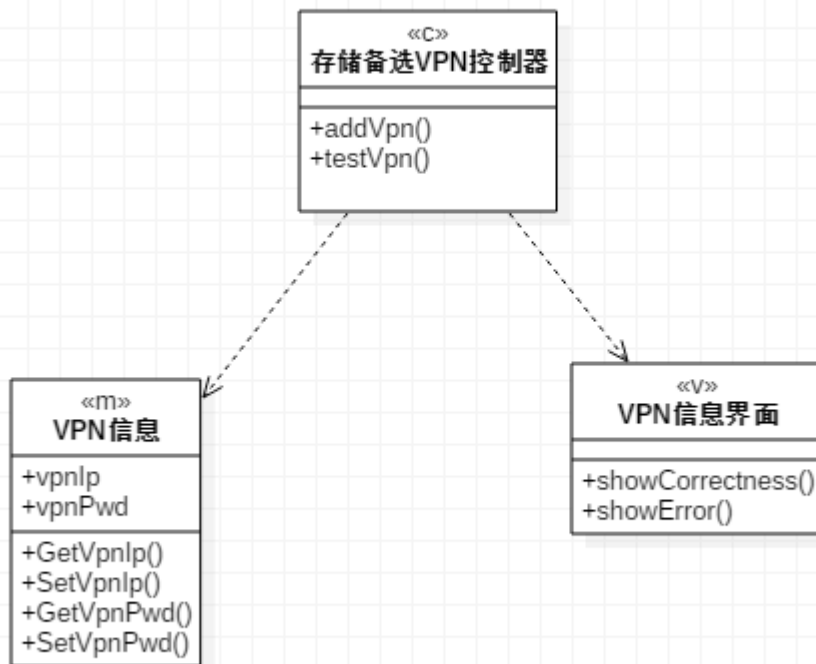 «c»
存储备选VPN控制器
+addVpn()
+testVpn()
«m»
VPN信息
+vpnIp
+vpnPwd
+GetVpnIp()
+SetVpnIp()
+GetVpnPwd()
+SetVpnPwd()
«v»
VPN信息界面
+showCorrectness()
+showError()